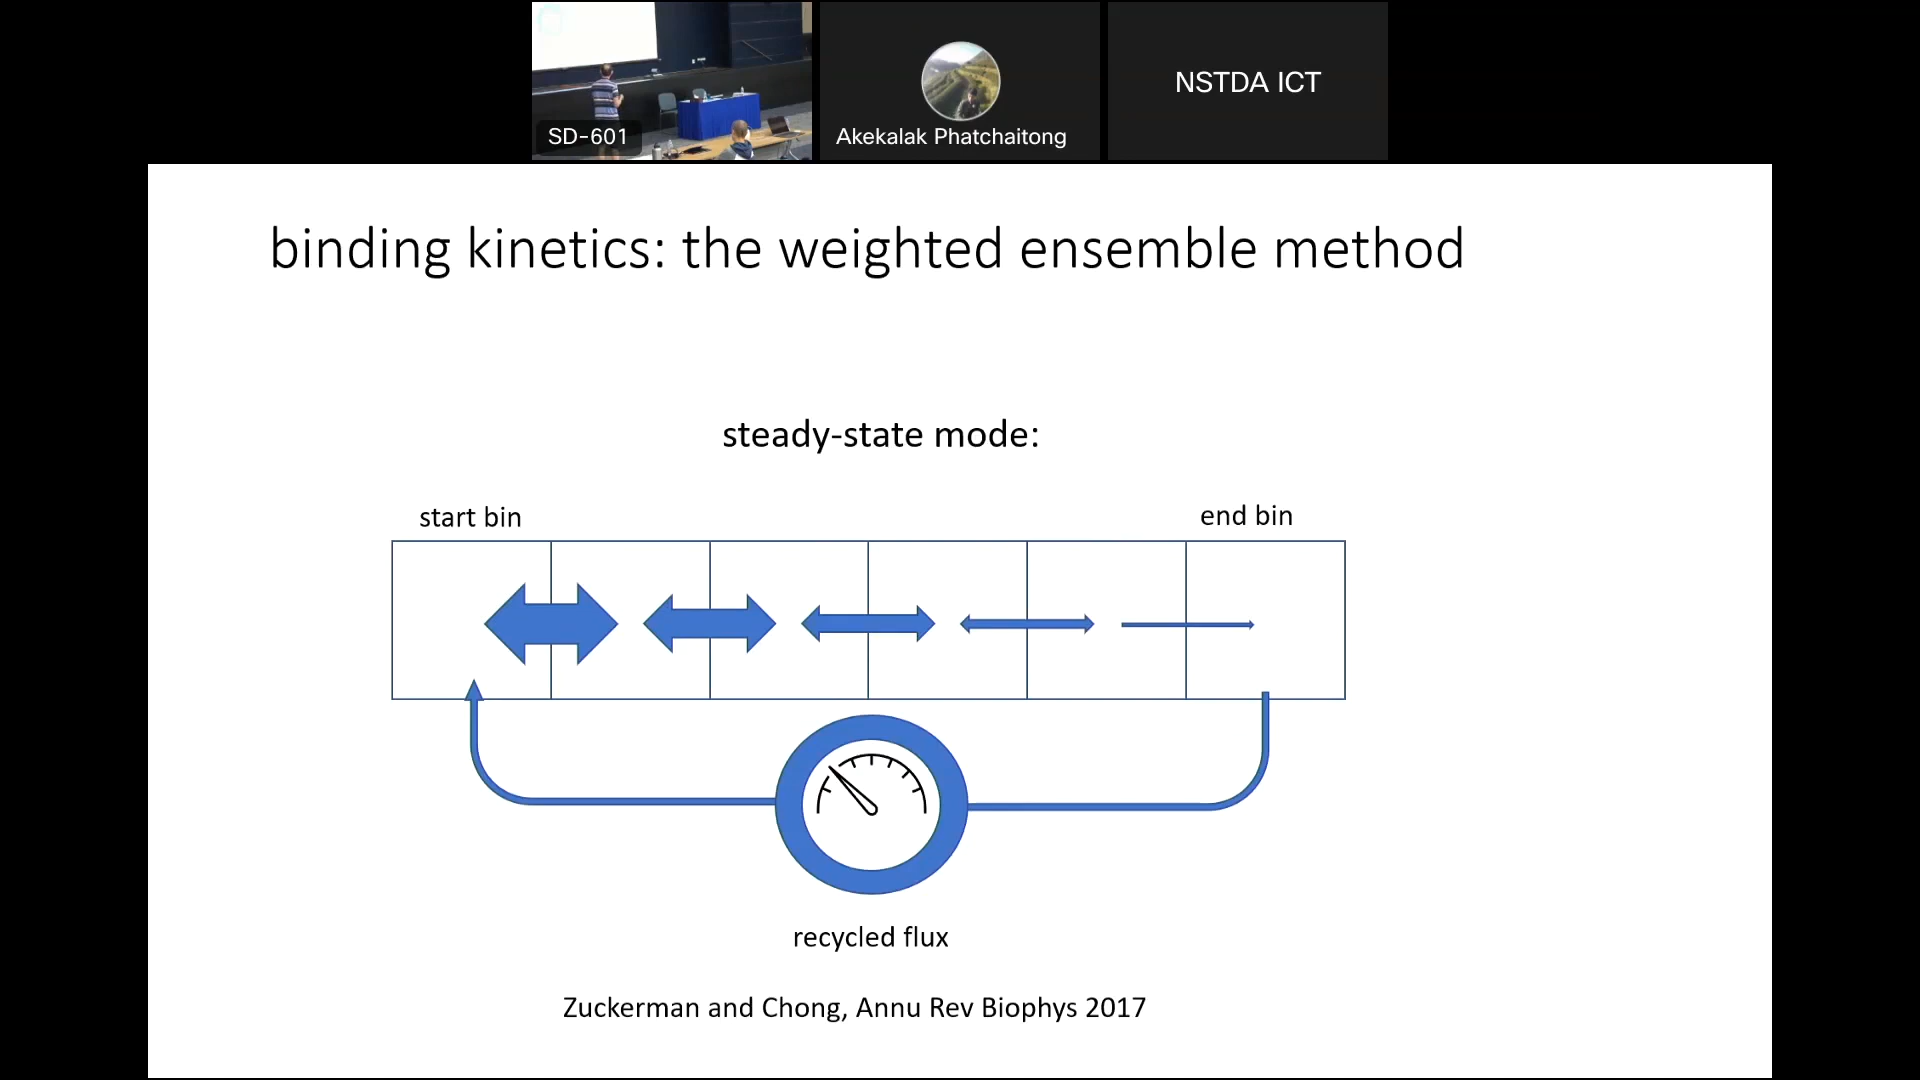 SD-601
Akekalak Phatchaitong
NSTDA ICT
binding kinetics: the weighted ensemble method
steady-state mode:
start bin
end bin
recycled flux
Zuckerman and Chong, Annu Rev Biophys 2017